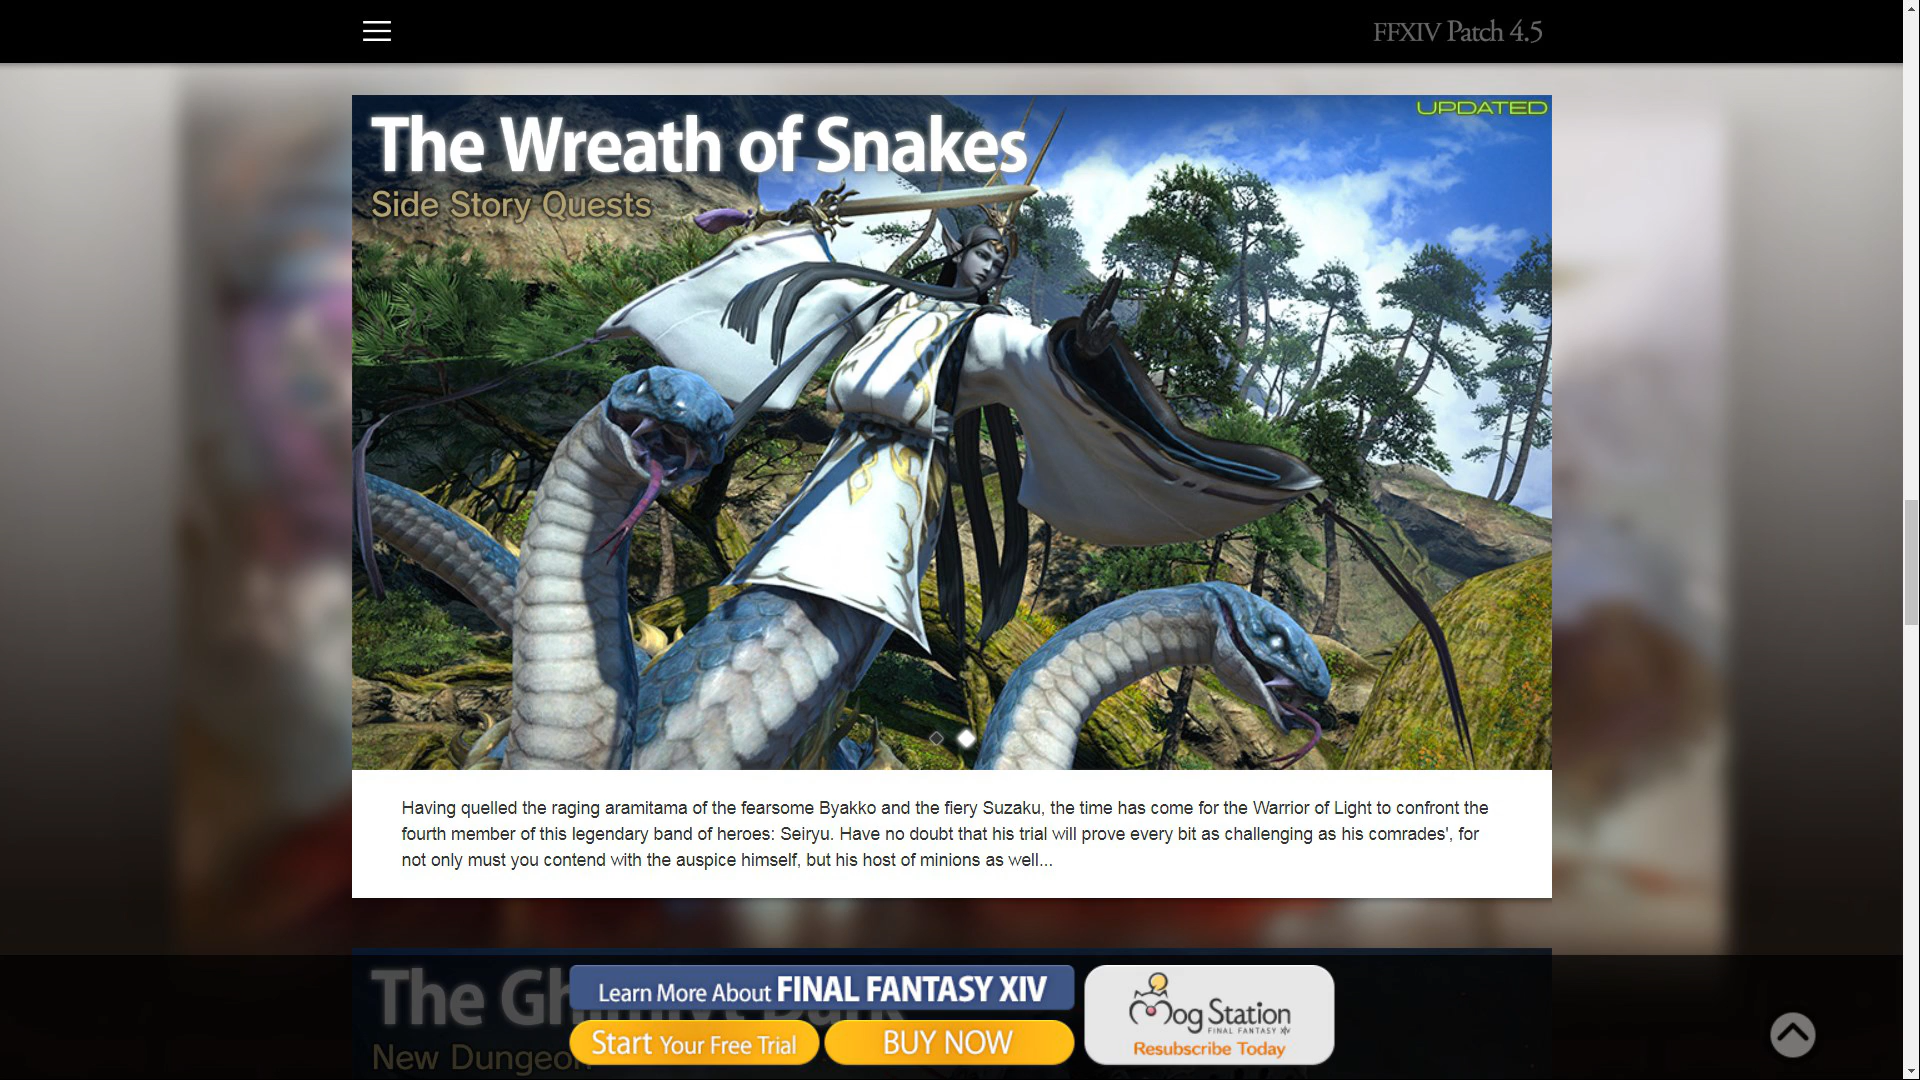 FFXIV Patch 4.5
UPDATED
The Wreath of Snakes
Side Story Quests
Having quelled the raging aramitama of the fearsome Byakko and the fiery Suzaku, the time has come for the Warrior of Light to confront the
fourth member of this legendary band of heroes: Seiryu. Have no doubt that his trial will prove every bit as challenging as his comrades', for
not only must you contend with the auspice himself, but his host of minions as well...
The Ghimlyt Dark
New Dungeon
Learn More About FINAL FANTASY XIV
Start Your Free Trial
BUY NOW
Mog Station
FINAL FANTASY XIV
Resubscribe Today